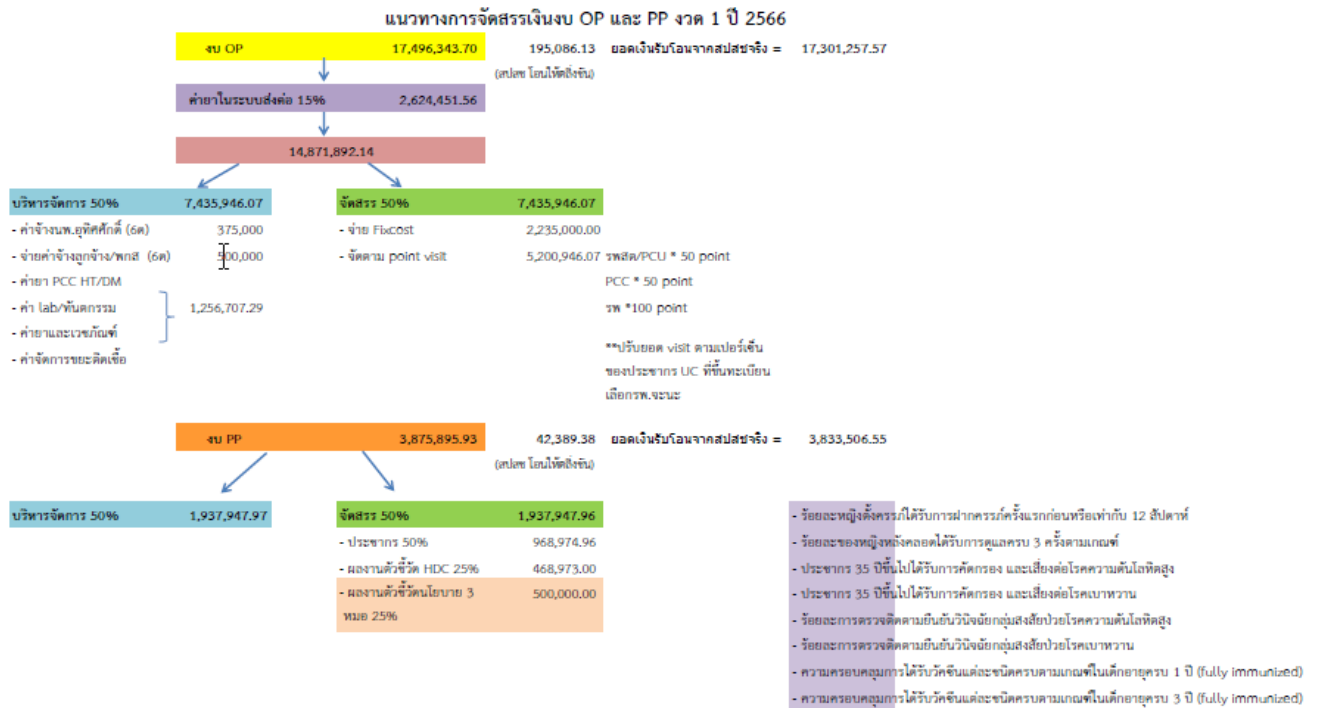 แนวทางการจัดสรรเงินงบ OP และ PP งวด 1 ปี 2566
งบ OP 17,496,343.70 195,086.13 ยอดเงินรับโอนจากสปสชจริง = 17,301,257.57
(สปสช โอนให้ตลิ่งชัน)
ค่ายาในระบบส่งต่อ 15% 2,624,451.56
14,871,892.14
บริหารจัดการ 50% 7,435,946.07 จัดสรร 50% 7,435,946.07
- ค่าจ้างนพ.อุทิศศักดิ์ (6ด) 375,000 - จ่าย Fixcost 2,235,000.00
- จ่ายค่าจ้างลูกจ้าง/พกส (6ด) 500,000 - จัดตาม point visit 5,200,946.07 รพสต/PCU * 50 point
- ค่ายา PCC HT/DM PCC * 50 point
- ค่า lab/ทันตกรรม 1,256,707.29 รพ *100 point
- ค่ายาและเวชภัณฑ์
**ปรับยอด visit ตามเปอร์เซ็น
- ค่าจัดการขยะติดเชื้อ
ของประชากร UC ที่ขึ้นทะเบียน
เลือกรพ.จะนะ
งบ PP 3,875,895.93 42,389.38 ยอดเงินรับโอนจากสปสชจริง = 3,833,506.55
(สปสช โอนให้ตลิ่งชัน)
บริหารจัดการ 50% 1,937,947.97 จัดสรร 50% 1,937,947.96 - ร้อยละหญิงตั้งครรภ์ได้รับการฝากครรภ์ครั้งแรกก่อนหรือเท่ากับ 12 สัปดาห์
- ประชากร 50% 968,974.96 - ร้อยละของหญิงหลังคลอดได้รับการดูแลครบ 3 ครั้งตามเกณฑ์
- ผลงานตัวชี้วัด HDC 25% 468,973.00 - ประชากร 35 ปีขึ้นไปได้รับการคัดกรอง และเสี่ยงต่อโรคความดันโลหิตสูง
- ผลงานตัวชี้วัดนโยบาย 3 500,000.00 - ประชากร 35 ปีขึ้นไปได้รับการคัดกรอง และเสี่ยงต่อโรคเบาหวาน
หมอ 25% - ร้อยละการตรวจติดตามยืนยันวินิจฉัยกลุ่มสงสัยป่วยโรคความดันโลหิตสูง
- ร้อยละการตรวจติดตามยืนยันวินิจฉัยกลุ่มสงสัยป่วยโรคเบาหวาน
- ความครอบคลุมการได้รับวัคซีนแต่ละชนิดครบตามเกณฑ์ในเด็กอายุครบ 1 ปี (fully immunized)
- ความครอบคลุมการได้รับวัคซีนแต่ละชนิดครบตามเกณฑ์ในเด็กอายุครบ 3 ปี (fully immunized)